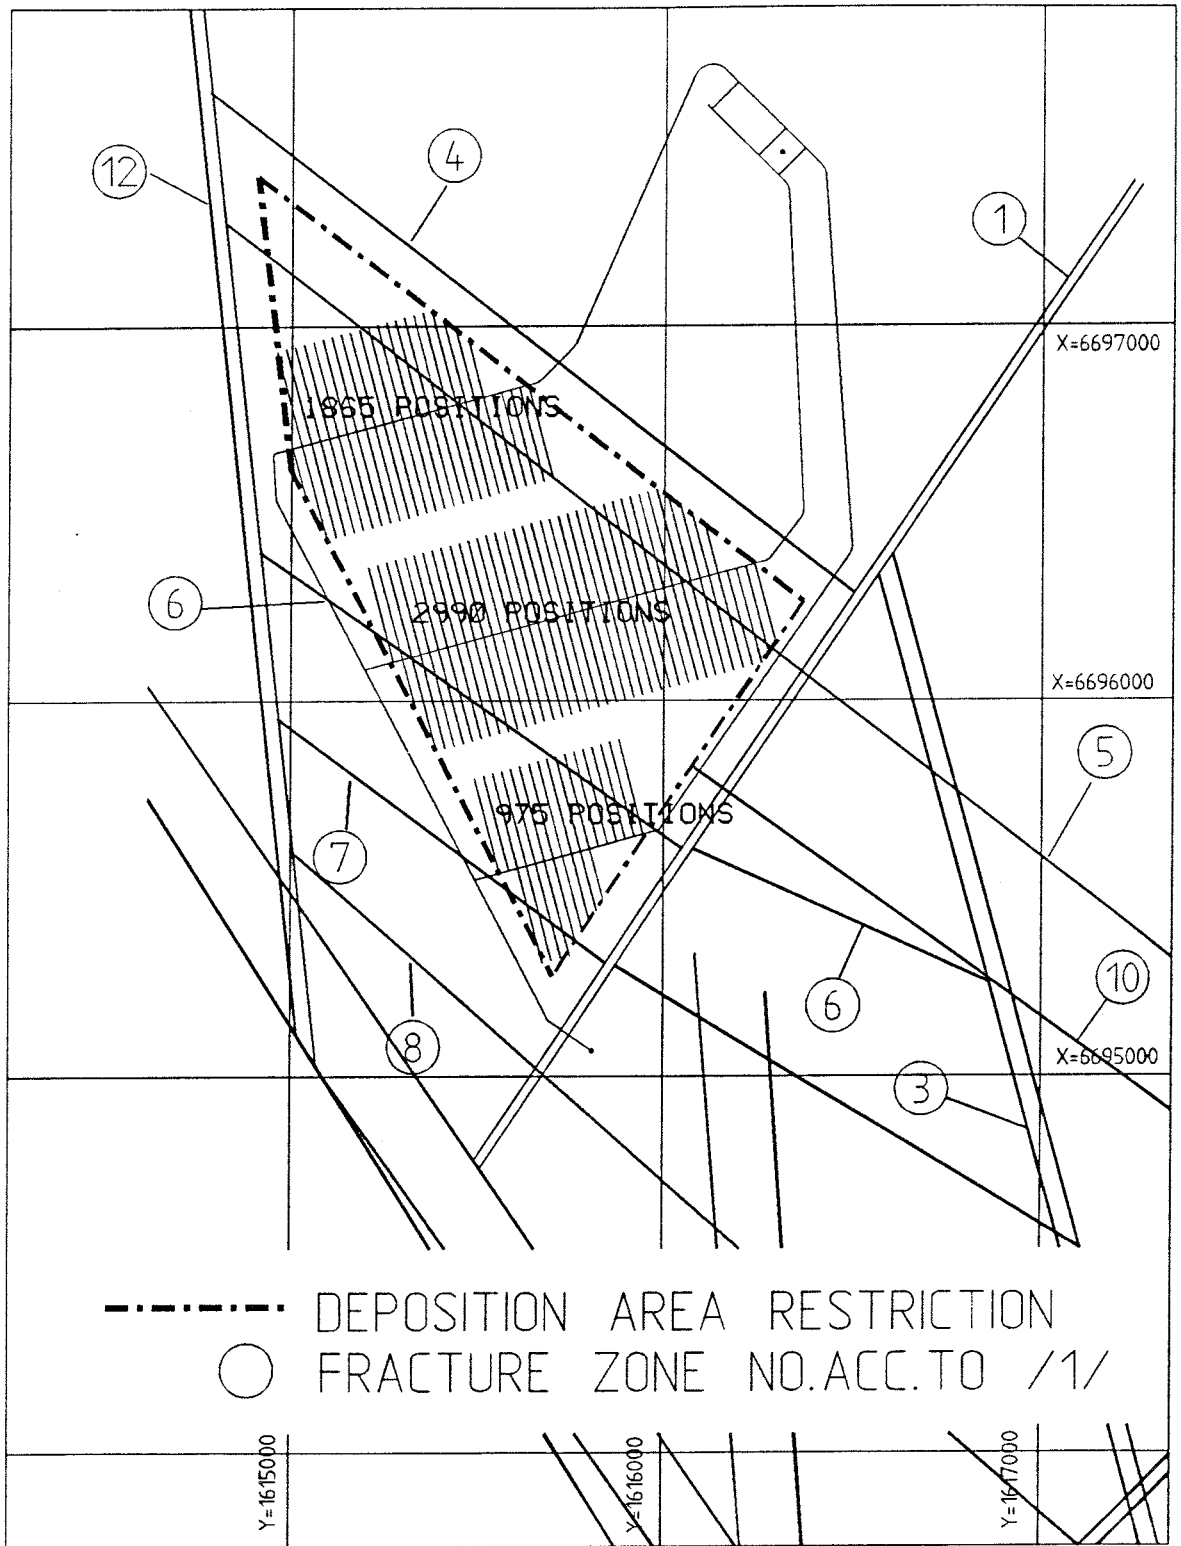 4
12
1
X=6697000
1865 POSITIONS
6
2990 POSITIONS
X=6696000
5
975 POSITIONS
7
10
6
8
X=6695000
3
DEPOSITION AREA RESTRICTION
FRACTURE ZONE NO.ACC.TO /1/
Y=1615000
Y=1616000
Y=1617000